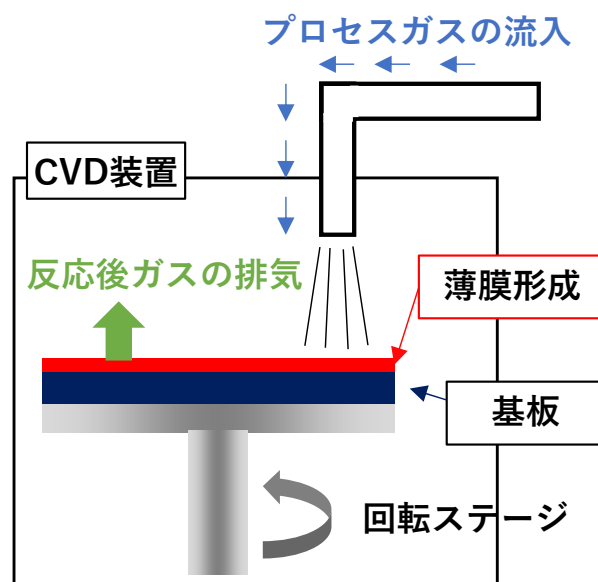 プロセスガスの流入
CVD装置
反応後ガスの排気
薄膜形成
基板
回転ステージ